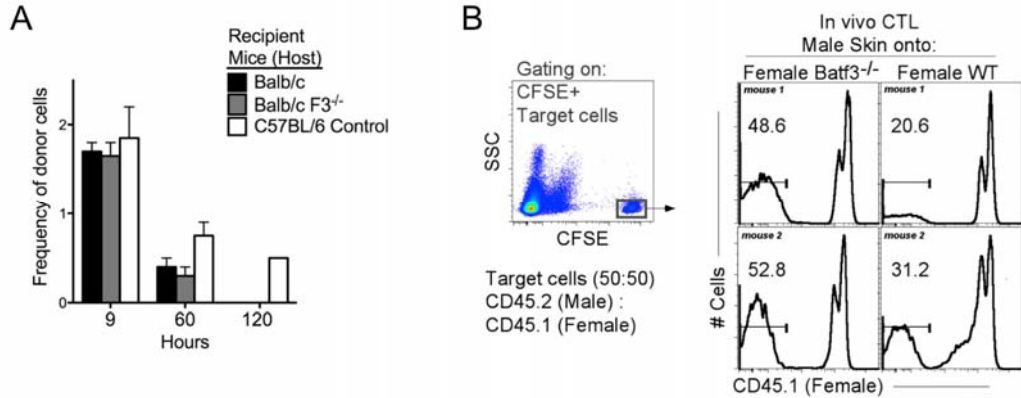 A
Recipient
Mice (Host)
Balb/c
Balb/c F3-/-
C57BL/6 Control
Frequency of donor cells
2
1
0
9
60
120
Hours
B
In vivo CTL
Male Skin onto:
Female Batf3-/-
Female WT
Gating on:
CFSE+
Target cells
SSC
CFSE
Target cells (50:50)
CD45.2 (Male) :
CD45.1 (Female)
# Cells
mouse 1
48.6
mouse 1
20.6
mouse 2
52.8
mouse 2
31.2
CD45.1 (Female)